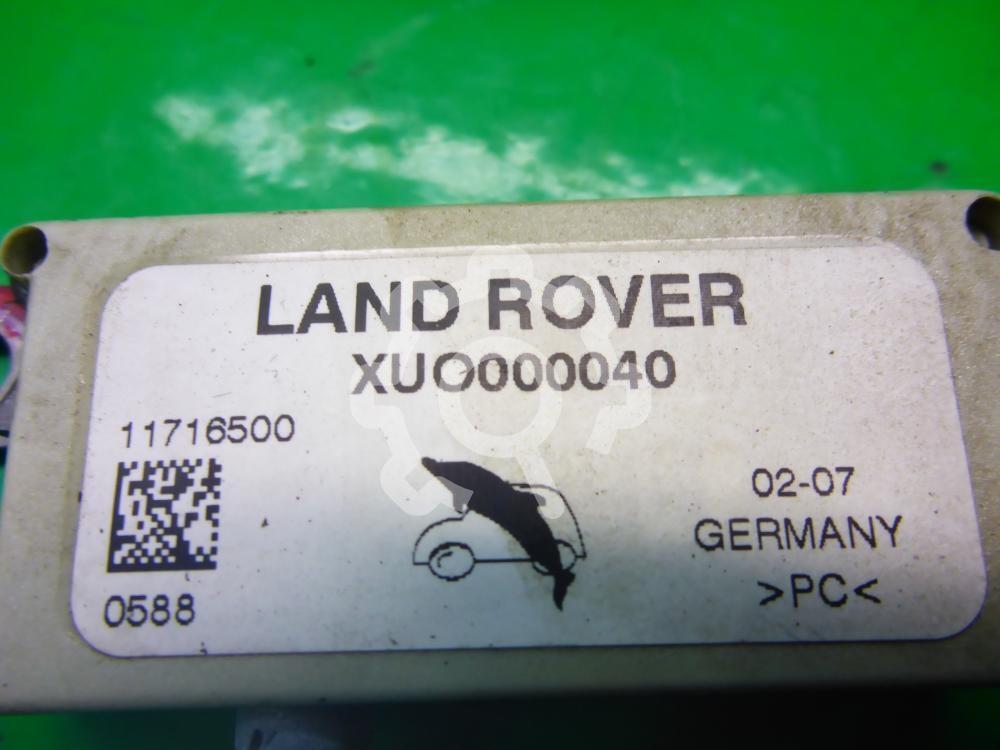 LAND ROVER
XUO000040
11716500
0588
02-07
GERMANY
>PC<